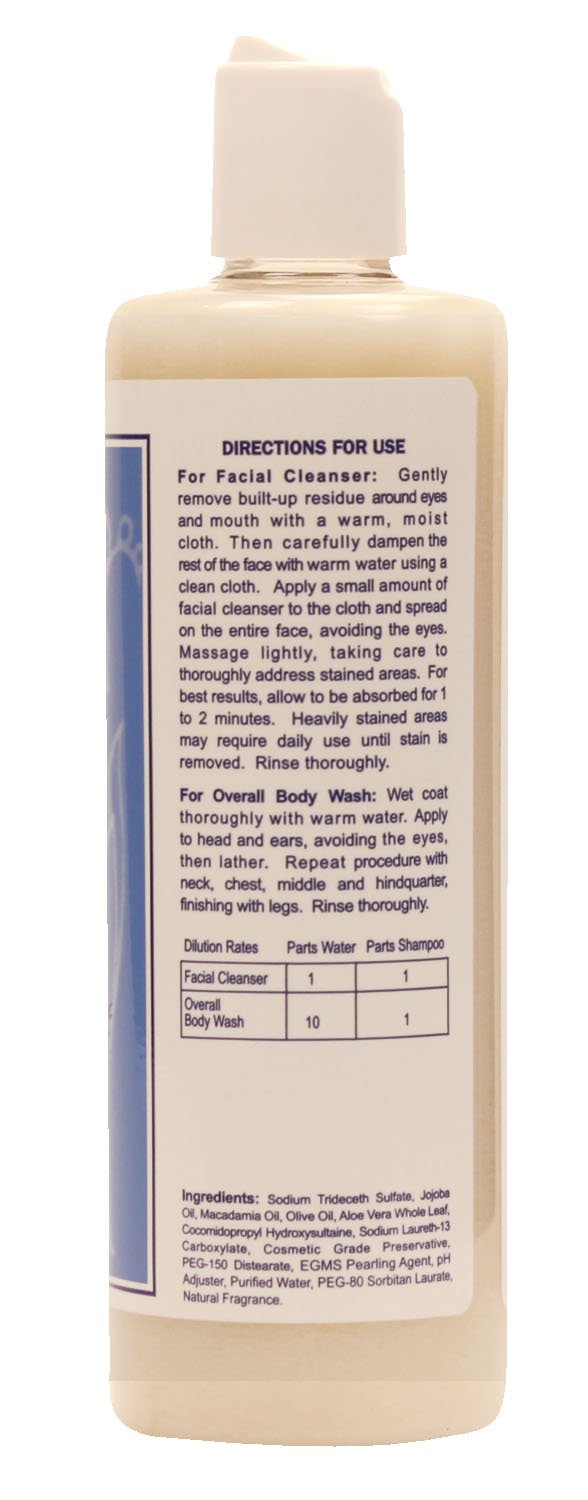 DIRECTIONS FOR USE
For Facial Cleanser: Gently
remove built-up residue around eyes
and mouth with a warm, moist
cloth. Then carefully dampen the
rest of the face with warm water using a
clean cloth. Apply a small amount of
facial cleanser to the cloth and spread
on the entire face, avoiding the eyes.
Massage lightly, taking care to
thoroughly address stained areas. For
best results, allow to be absorbed for 1
to 2 minutes. Heavily stained areas
may require daily use until stain is
removed. Rinse thoroughly.
For Overall Body Wash: Wet coat
thoroughly with warm water. Apply
to head and ears, avoiding the eyes,
then lather. Repeat procedure with
neck, chest, middle and hindquarter,
finishing with legs. Rinse thoroughly.
Dilution Rates Parts Water Parts Shampoo
Facial Cleanser 1 1
Overall
Body Wash 10 1
Ingredients: Sodium Trideceth Sulfate, Jojoba
Oil, Macadamia Oil, Olive Oil, Aloe Vera Whole Leaf,
Cocomidopropyl Hydroxysultaine, Sodium Laureth-13
Carboxylate, Cosmetic Grade Preservative,
PEG-150 Distearate, EGMS Pearling Agent, pH
Adjuster, Purified Water, PEG-80 Sorbitan Laurate,
Natural Fragrance.